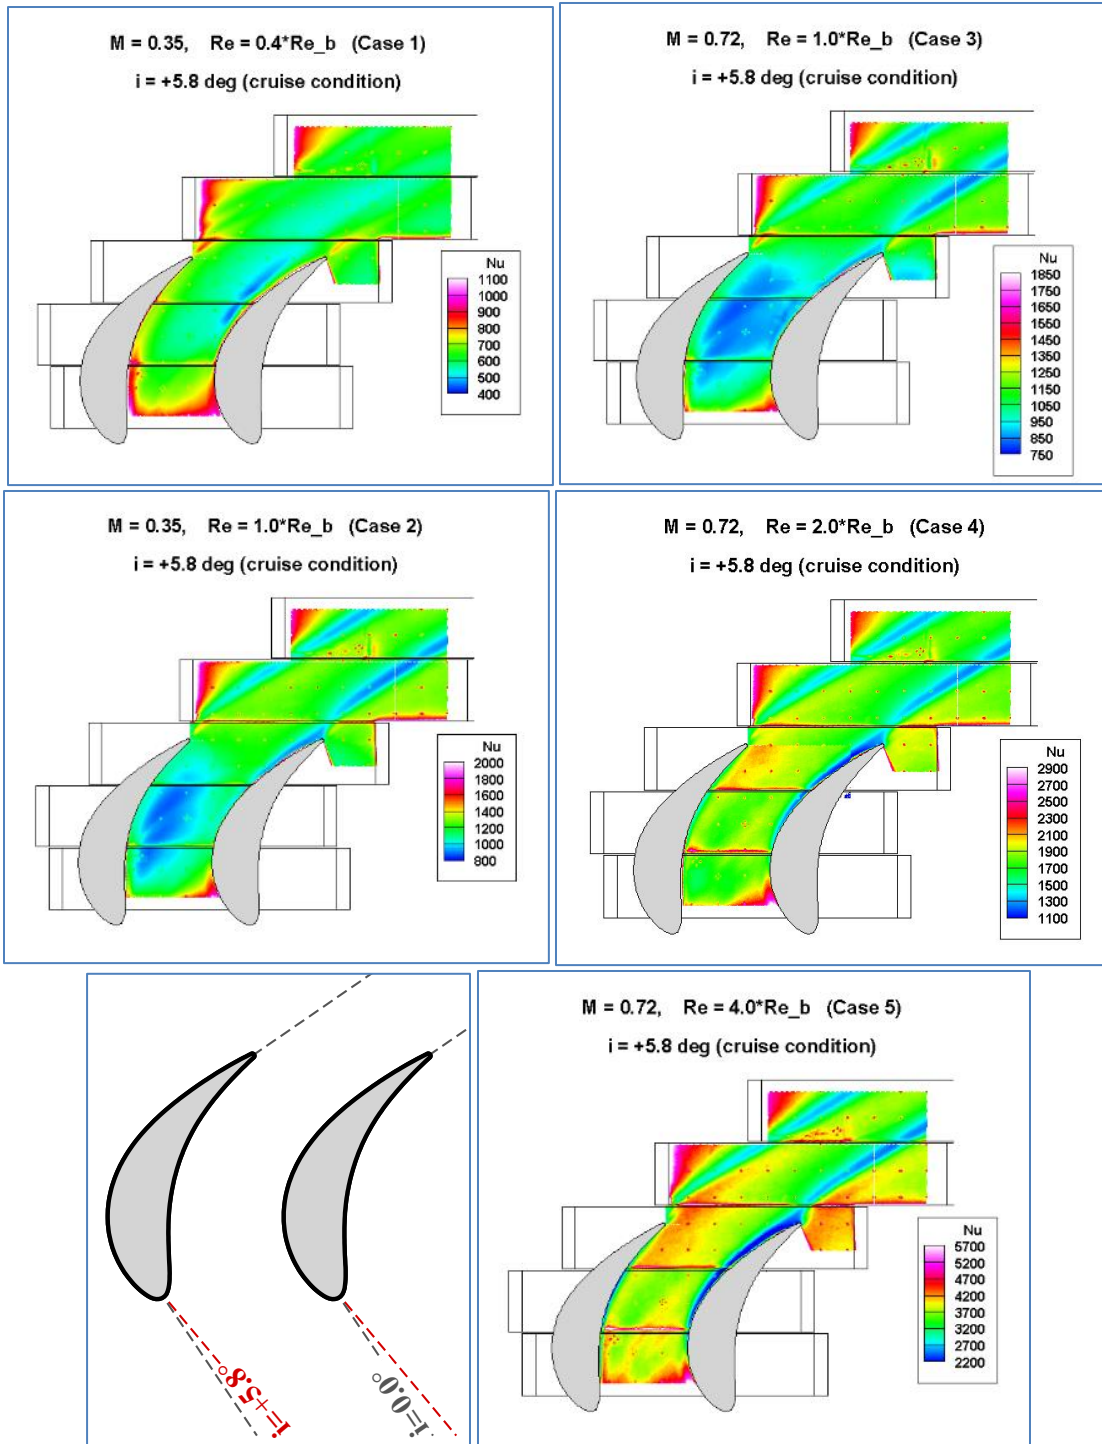 M = 0.35, Re = 0.4*Re_b (Case 1)
i = +5.8 deg (cruise condition)
Nu
1100
1000
900
800
700
600
500
400
M = 0.72, Re = 1.0*Re_b (Case 3)
i = +5.8 deg (cruise condition)
Nu
1850
1750
1650
1550
1450
1350
1250
1150
1050
950
850
750
M = 0.35, Re = 1.0*Re_b (Case 2)
i = +5.8 deg (cruise condition)
Nu
2000
1800
1600
1400
1200
1000
800
M = 0.72, Re = 2.0*Re_b (Case 4)
i = +5.8 deg (cruise condition)
Nu
2900
2700
2500
2300
2100
1900
1700
1500
1300
1100
i=+5.8°
i=0.0°
M = 0.72, Re = 4.0*Re_b (Case 5)
i = +5.8 deg (cruise condition)
Nu
5700
5200
4700
4200
3700
3200
2700
2200